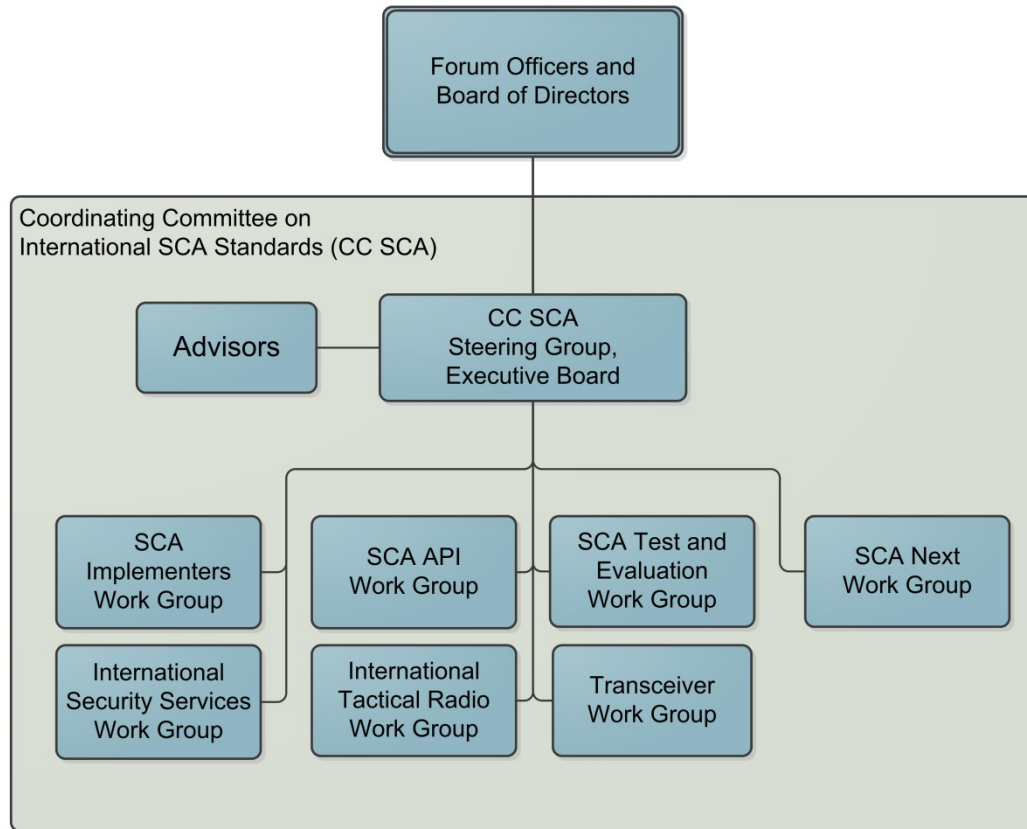 Forum Officers and
Board of Directors
Coordinating Committee on
International SCA Standards (CC SCA)
Advisors
CC SCA
Steering Group,
Executive Board
SCA
Implementers
Work Group
SCA API
Work Group
SCA Test and
Evaluation
Work Group
SCA Next
Work Group
International
Security Services
Work Group
International
Tactical Radio
Work Group
Transceiver
Work Group